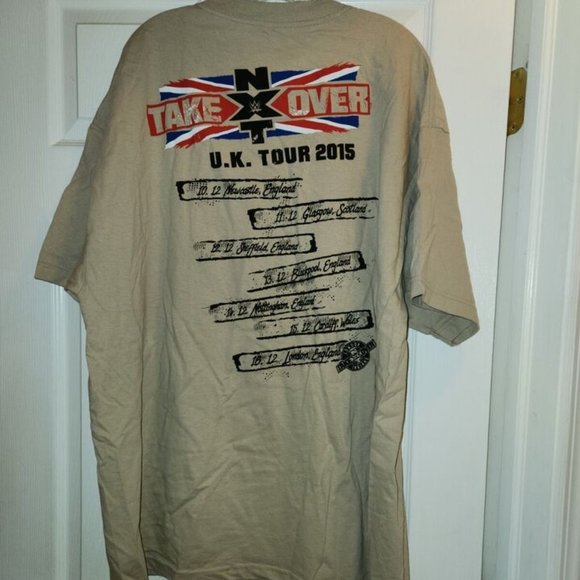 NXT
TAKE OVER
U.K. TOUR 2015
10. 12 Newcastle, England
11. 12 Glasgow, Scotland
12. 12 Sheffield, England
13. 12 Blackpool, England
14. 12 Nottingham, England
15. 12 Cardiff, Wales
16. 12 London, England